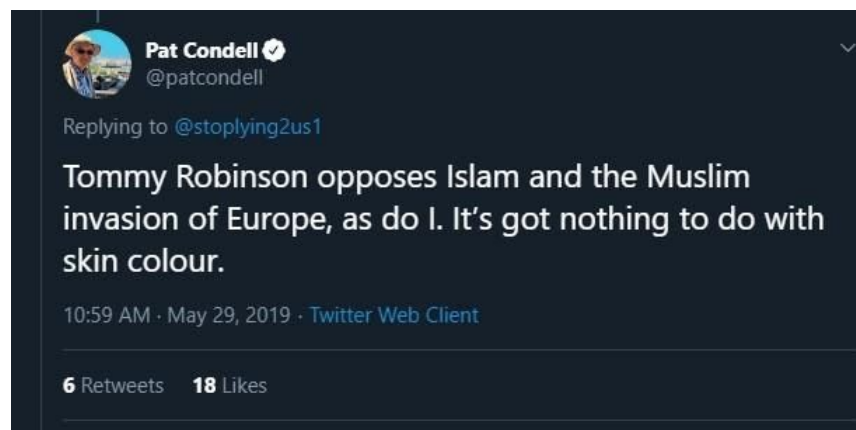 Pat Condell
@patcondell
Replying to @stoplying2us1
Tommy Robinson opposes Islam and the Muslim
invasion of Europe, as do I. It's got nothing to do with
skin colour.
10:59 AM · May 29, 2019 · Twitter Web Client
6 Retweets 18 Likes